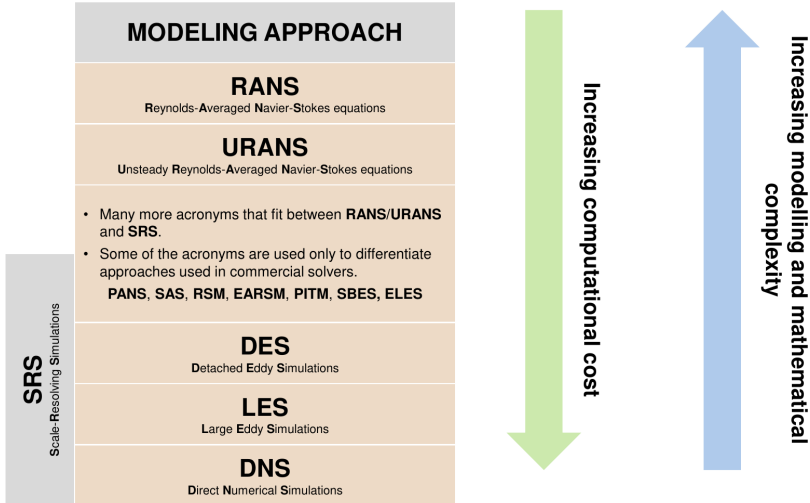 MODELING APPROACH
RANS
Reynolds-Averaged Navier-Stokes equations
URANS
Unsteady Reynolds-Averaged Navier-Stokes equations
• Many more acronyms that fit between RANS/URANS
and SRS.
• Some of the acronyms are used only to differentiate
approaches used in commercial solvers.
PANS, SAS, RSM, EARSM, PITM, SBES, ELES
DES
Detached Eddy Simulations
LES
Large Eddy Simulations
DNS
Direct Numerical Simulations
SRS
Scale-Resolving Simulations
Increasing computational cost
Increasing modelling and mathematical
complexity